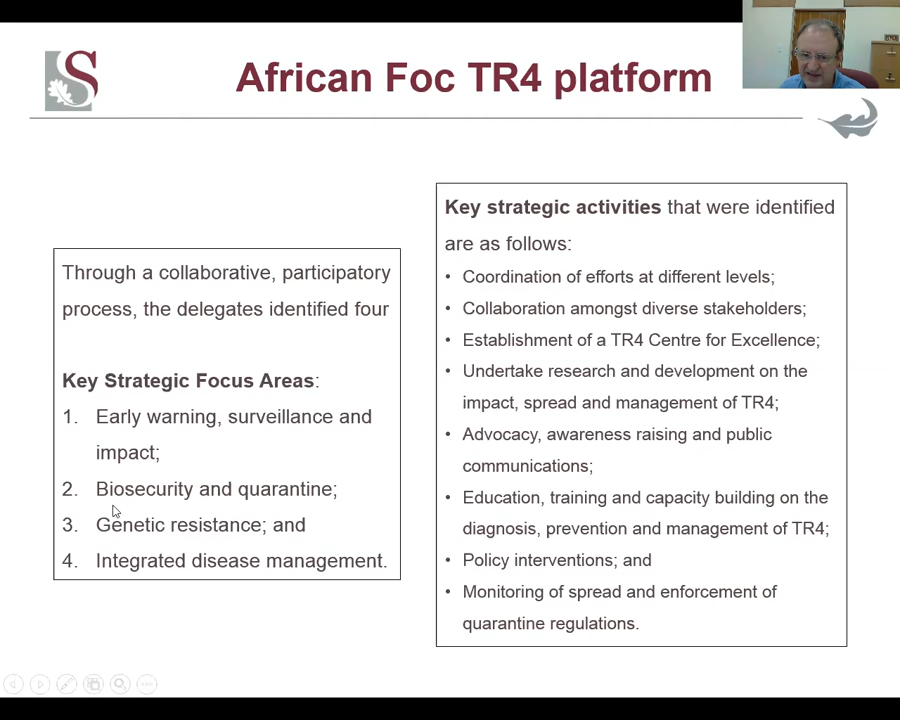 S
African Foc TR4 platform
Through a collaborative, participatory
process, the delegates identified four
Key Strategic Focus Areas:
1. Early warning, surveillance and
impact;
2. Biosecurity and quarantine;
3. Genetic resistance; and
4. Integrated disease management.
Key strategic activities that were identified
are as follows:
• Coordination of efforts at different levels;
• Collaboration amongst diverse stakeholders;
• Establishment of a TR4 Centre for Excellence;
• Undertake research and development on the
impact, spread and management of TR4;
• Advocacy, awareness raising and public
communications;
• Education, training and capacity building on the
diagnosis, prevention and management of TR4;
• Policy interventions; and
• Monitoring of spread and enforcement of
quarantine regulations.